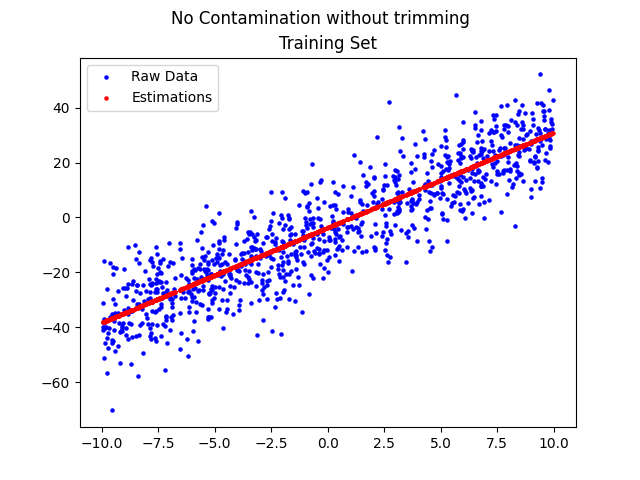 No Contamination without trimming
Training Set
Raw Data
Estimations
40
20
0
−20
−40
−60
−10.0 −7.5 −5.0 −2.5 0.0 2.5 5.0 7.5 10.0